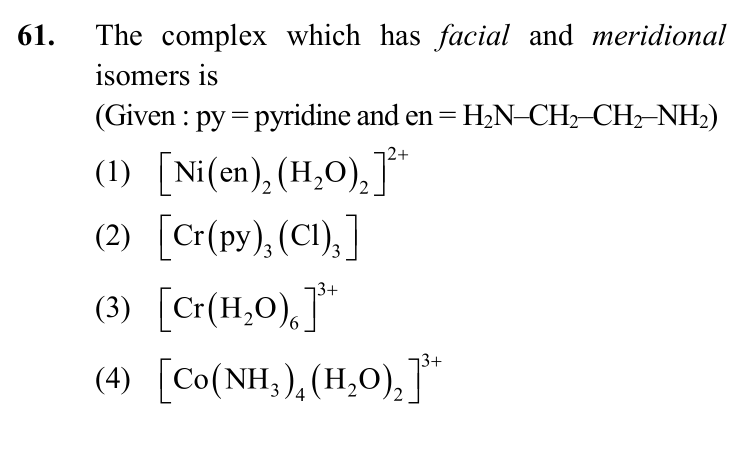 61. The complex which has facial and meridional
isomers is
(Given : py = pyridine and en = H₂N–CH₂–CH₂–NH₂)
(1) [Ni(en)₂(H₂O)₂]²⁺
(2) [Cr(py)₃(Cl)₃]
(3) [Cr(H₂O)₆]³⁺
(4) [Co(NH₃)₄(H₂O)₂]³⁺